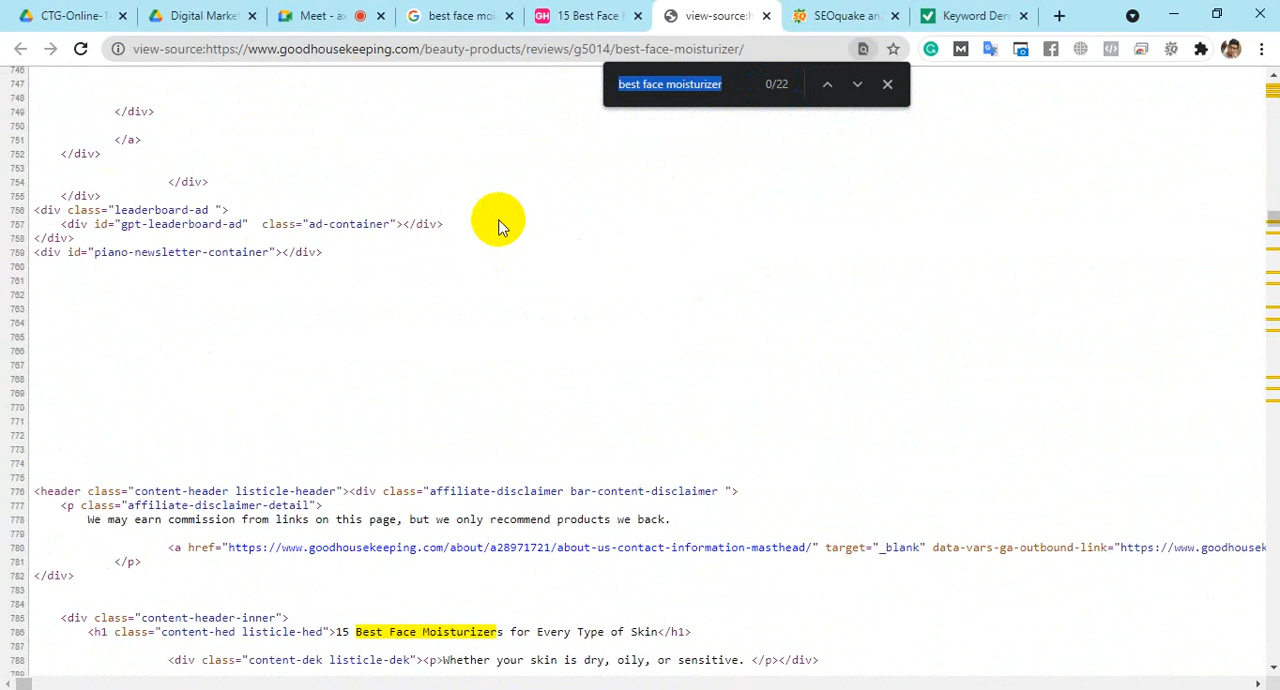 CTG-Online-
Digital Market
Meet - a
best face moi
15 Best Face
view-source:h
SEOquake an
Keyword Den
view-source:https://www.goodhousekeeping.com/beauty-products/reviews/g5014/best-face-moisturizer/
best face moisturizer 0/22
746
747
748
749 </div>
750
751 </a>
752 </div>
753
754 </div>
755 </div>
756 <div class="leaderboard-ad ">
757 <div id="gpt-leaderboard-ad" class="ad-container"></div>
758 </div>
759 <div id="piano-newsletter-container"></div>
760
761
762
763
764
765
766
767
768
769
770
771
772
773
774
775
776 <header class="content-header listicle-header"><div class="affiliate-disclaimer bar-content-disclaimer ">
777 <p class="affiliate-disclaimer-detail">
778 We may earn commission from links on this page, but we only recommend products we back.
779
780 <a href="https://www.goodhousekeeping.com/about/a28971721/about-us-contact-information-masthead/" target="_blank" data-vars-ga-outbound-link="https://www.goodhousek
781 </p>
782 </div>
783
784
785 <div class="content-header-inner">
786 <h1 class="content-hed listicle-hed">15 Best Face Moisturizers for Every Type of Skin</h1>
787
788 <div class="content-dek listicle-dek"><p>Whether your skin is dry, oily, or sensitive. </p></div>
789